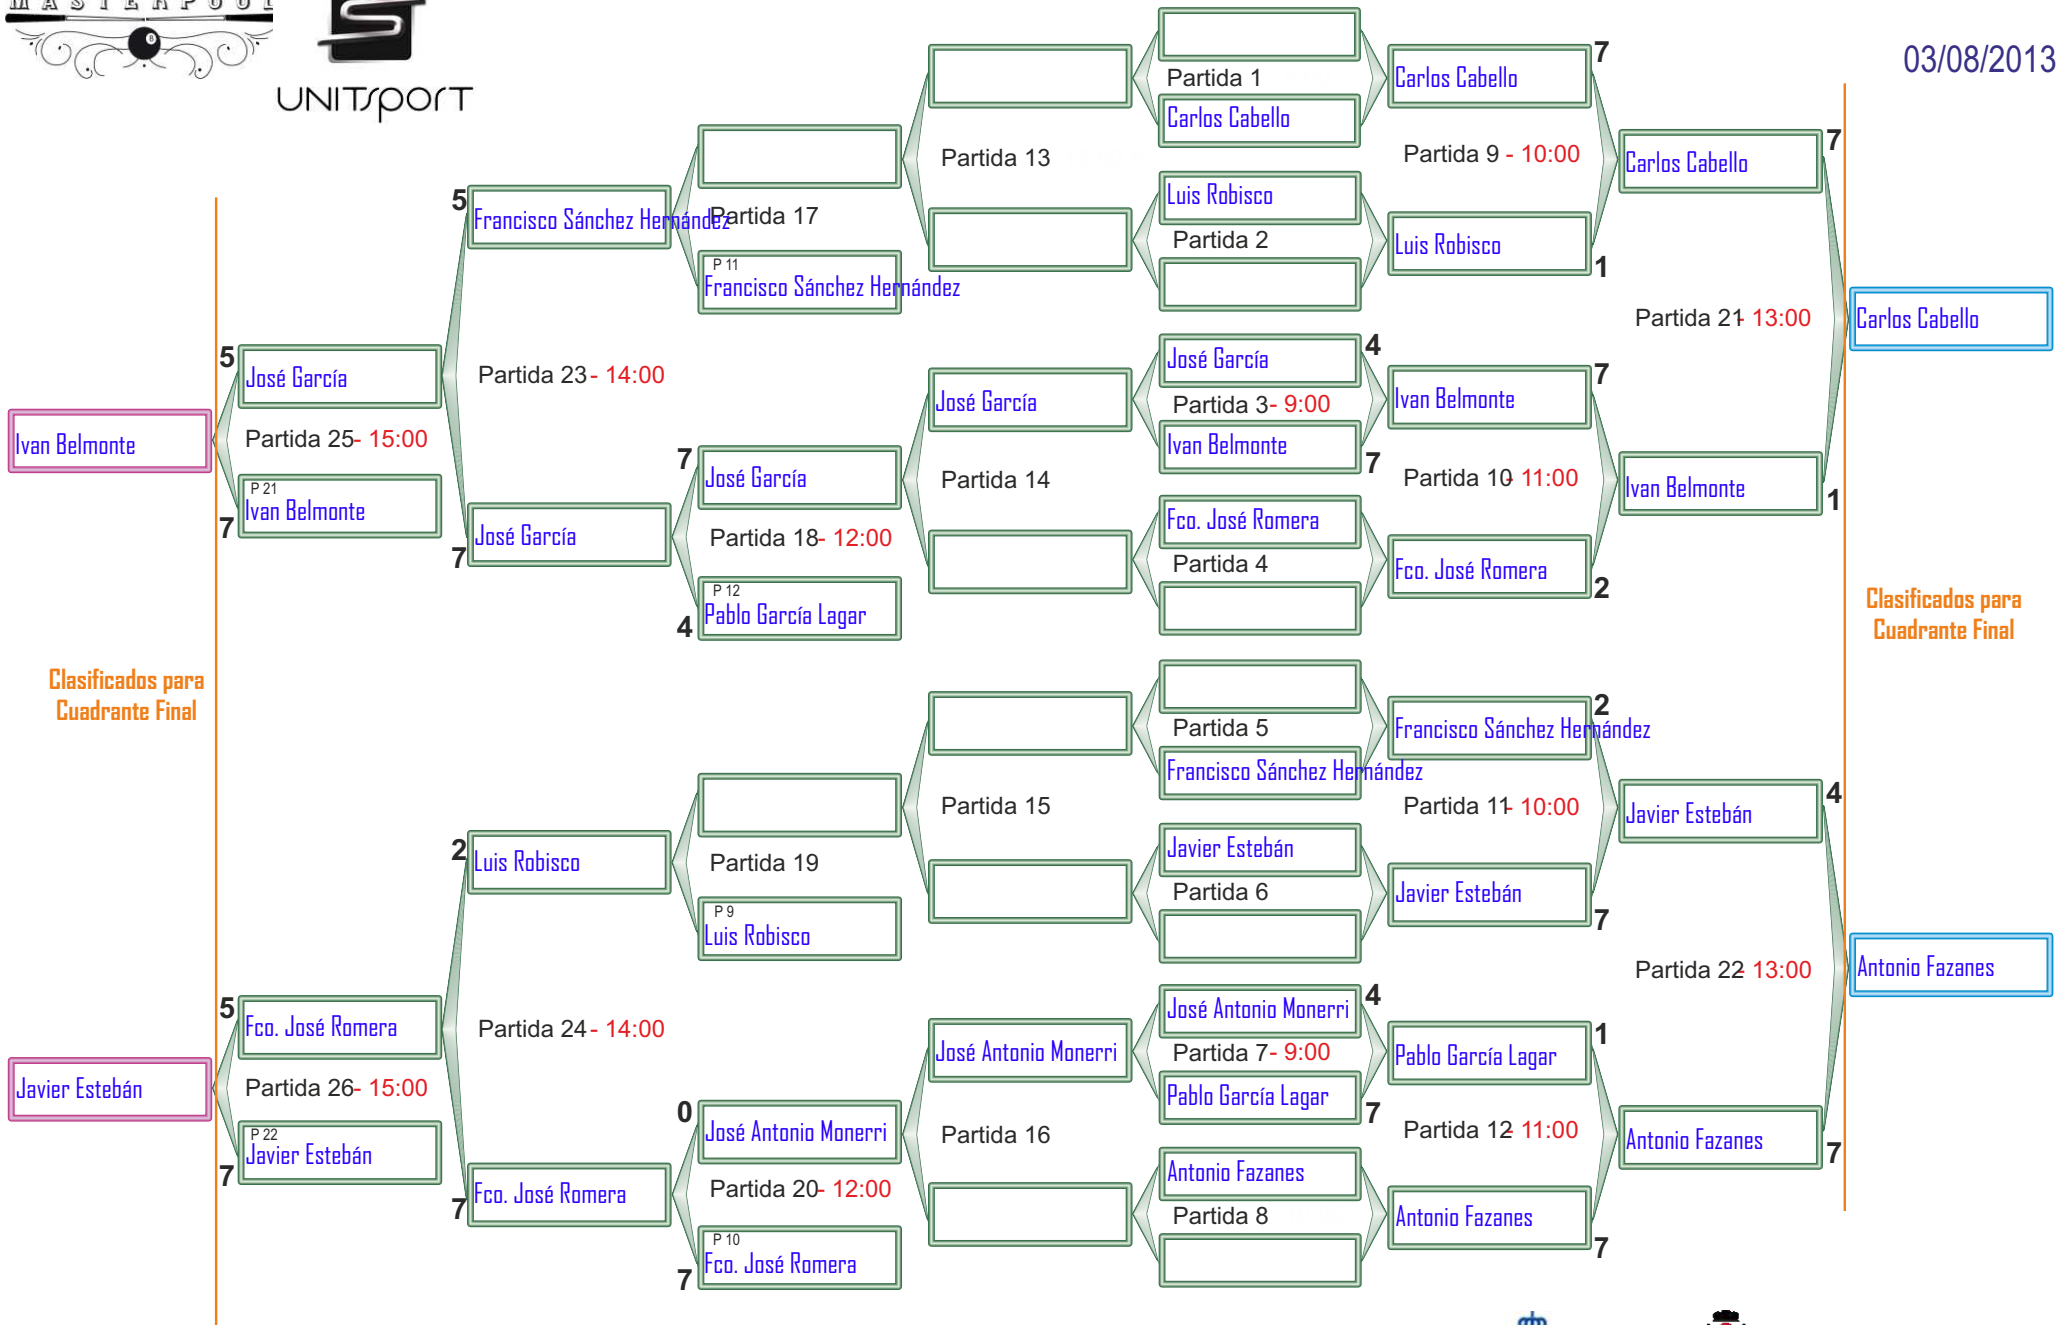 MASTERPOOL
8
UNITSPORT
03/08/2013
Clasificados para
Cuadrante Final
Ivan Belmonte
Javier Estebán
5
José García
Partida 25- 15:00
P 21
Ivan Belmonte
7
5
Fco. José Romera
Partida 26- 15:00
P 22
Javier Estebán
7
5
Francisco Sánchez Hernández
Partida 23- 14:00
José García
7
2
Luis Robisco
Partida 24- 14:00
Fco. José Romera
7
Partida 17
P 11
Francisco Sánchez Hernández
7
José García
Partida 18- 12:00
P 12
Pablo García Lagar
4
Partida 19
P 9
Luis Robisco
0
José Antonio Monerri
Partida 20- 12:00
P 10
Fco. José Romera
7
Partida 13
José García
Partida 14
Partida 15
José Antonio Monerri
Partida 16
Partida 1
Carlos Cabello
Luis Robisco
Partida 2
José García
4
Partida 3- 9:00
Ivan Belmonte
7
Fco. José Romera
Partida 4
Partida 5
Francisco Sánchez Hernández
Javier Estebán
Partida 6
José Antonio Monerri
4
Partida 7- 9:00
Pablo García Lagar
7
Antonio Fazanes
Partida 8
7
Carlos Cabello
Partida 9 - 10:00
Luis Robisco
1
7
Ivan Belmonte
Partida 10- 11:00
Fco. José Romera
2
2
Francisco Sánchez Hernández
Partida 11- 10:00
Javier Estebán
7
1
Pablo García Lagar
Partida 12- 11:00
Antonio Fazanes
7
7
Carlos Cabello
Partida 21- 13:00
Ivan Belmonte
1
4
Javier Estebán
Partida 22- 13:00
Antonio Fazanes
7
Carlos Cabello
Clasificados para
Cuadrante Final
Antonio Fazanes